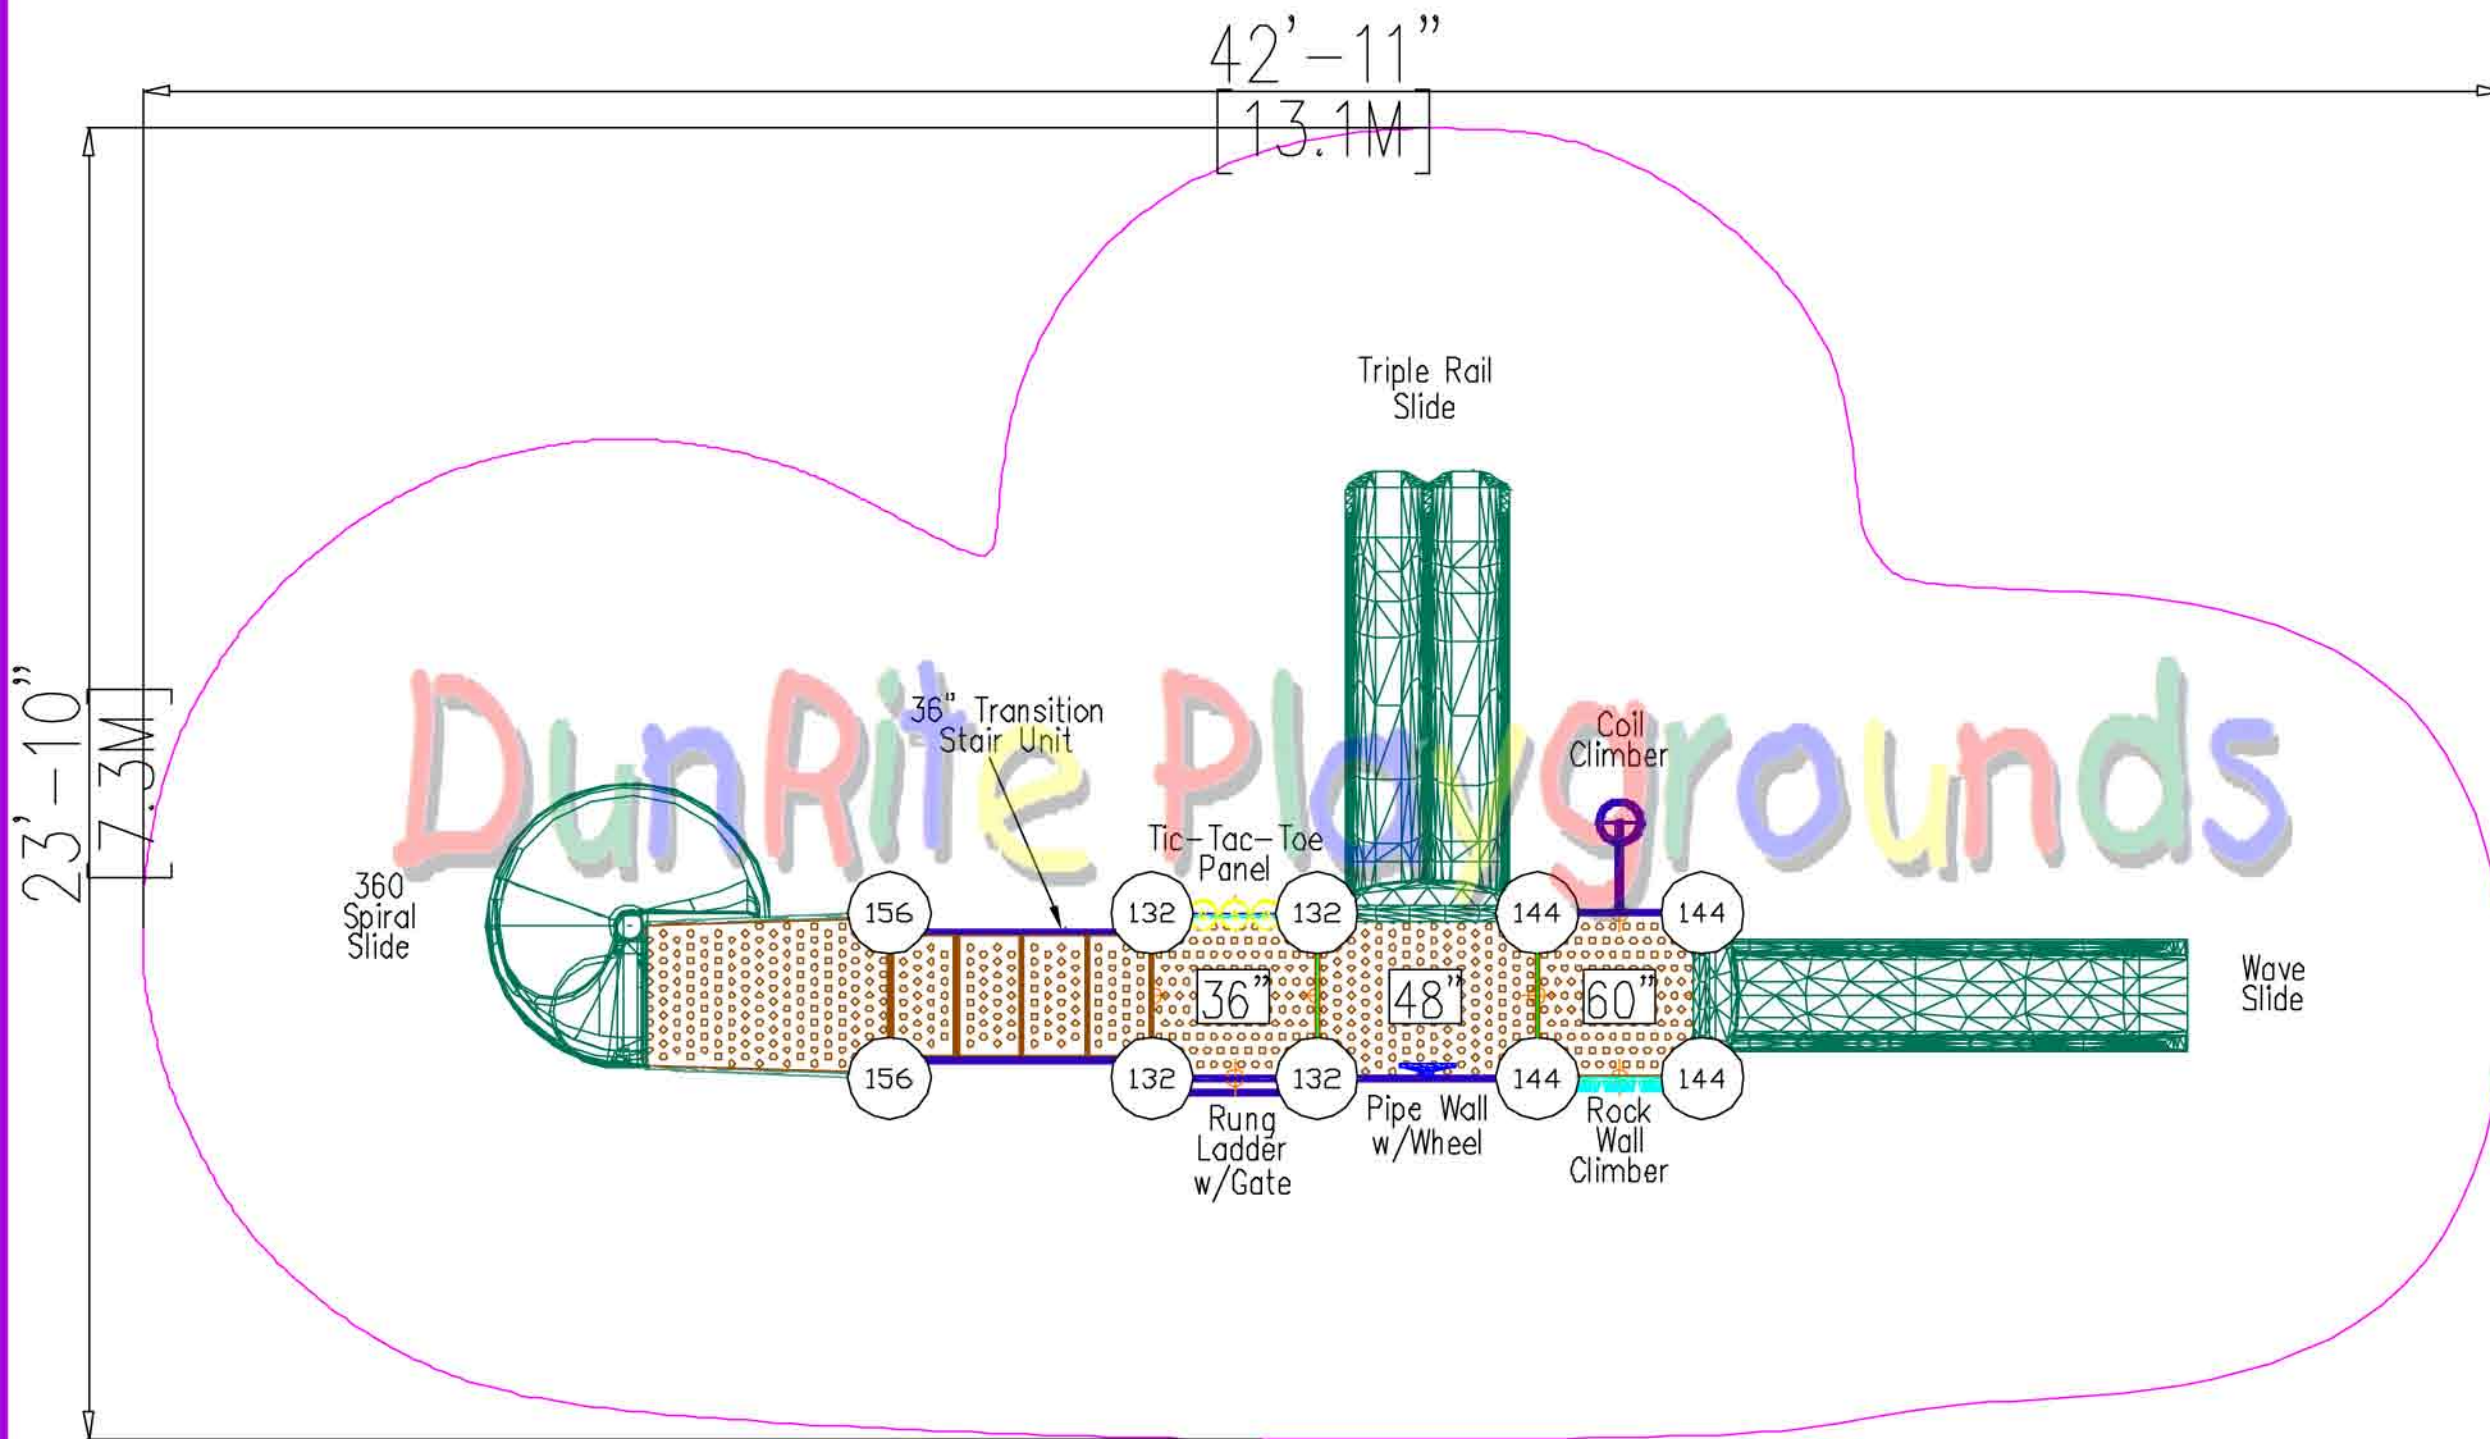 42'-11"
[13.1M]
23'-10"
[7.3M]
Triple Rail
Slide
36" Transition
Stair Unit
Coil
Climber
DunRite Playgrounds
Tic-Tac-Toe
Panel
360
Spiral
Slide
156
132
132
144
144
36"
48"
60"
Wave
Slide
156
132
132
144
144
Rung
Ladder
w/Gate
Pipe Wall
w/Wheel
Rock
Wall
Climber